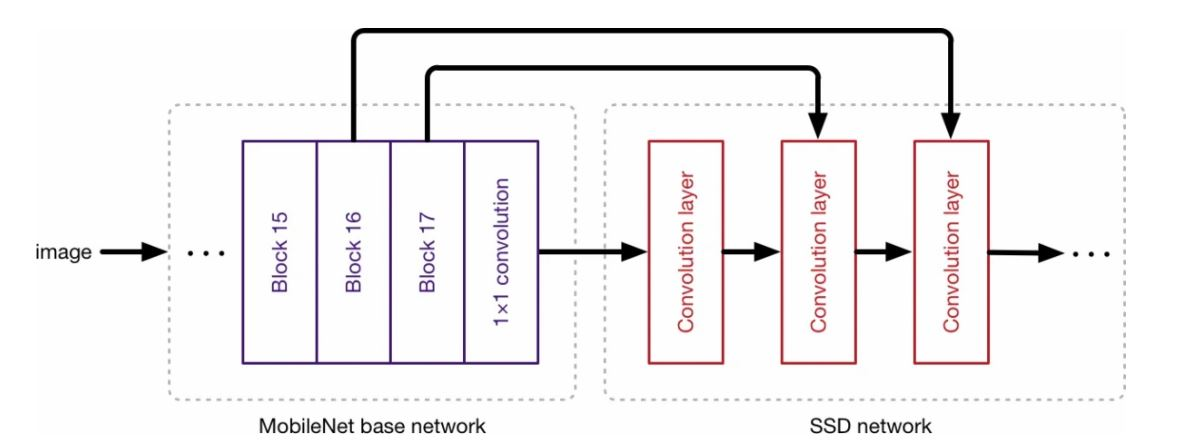 image
...
Block 15
Block 16
Block 17
1×1 convolution
Convolution layer
Convolution layer
Convolution layer
...
MobileNet base network
SSD network